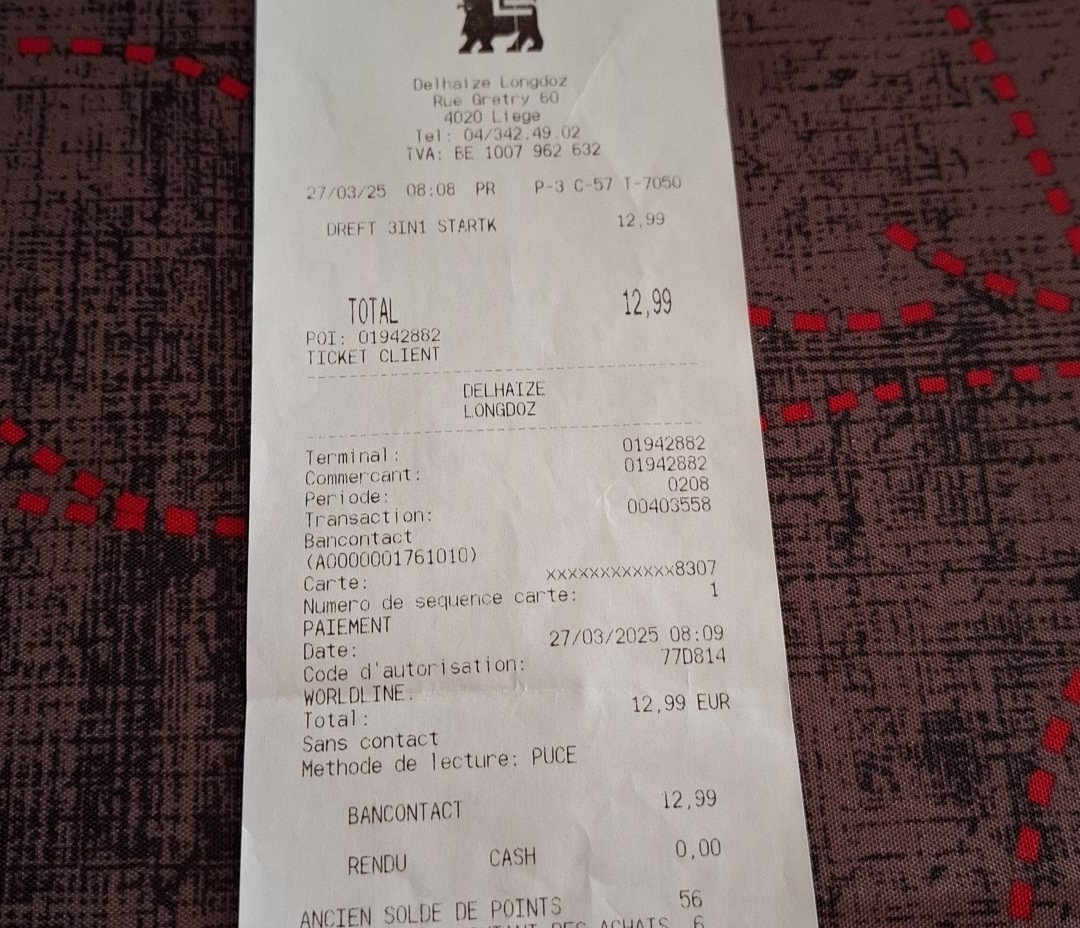 Delhaize Longdoz
Rue Gretry 60
4020 Liege
Tel: 04/342.49.02
TVA: BE 1007 962 632
27/03/25 08:08 PR P-3 C-57 T-7050
DREFT 3IN1 STARTK 12,99
TOTAL 12,99
POI: 01942882
TICKET CLIENT
DELHAIZE
LONGDOZ
Terminal: 01942882
Commercant: 01942882
Periode: 0208
Transaction: 00403558
Bancontact
(A0000001761010)
Carte: xxxxxxxxxxxx8307
Numero de sequence carte: 1
PAIEMENT
Date: 27/03/2025 08:09
Code d'autorisation: 77D814
WORLDLINE.
Total: 12,99 EUR
Sans contact
Methode de lecture: PUCE
BANCONTACT 12,99
RENDU CASH 0,00
ANCIEN SOLDE DE POINTS 56
DES ACHATS 6